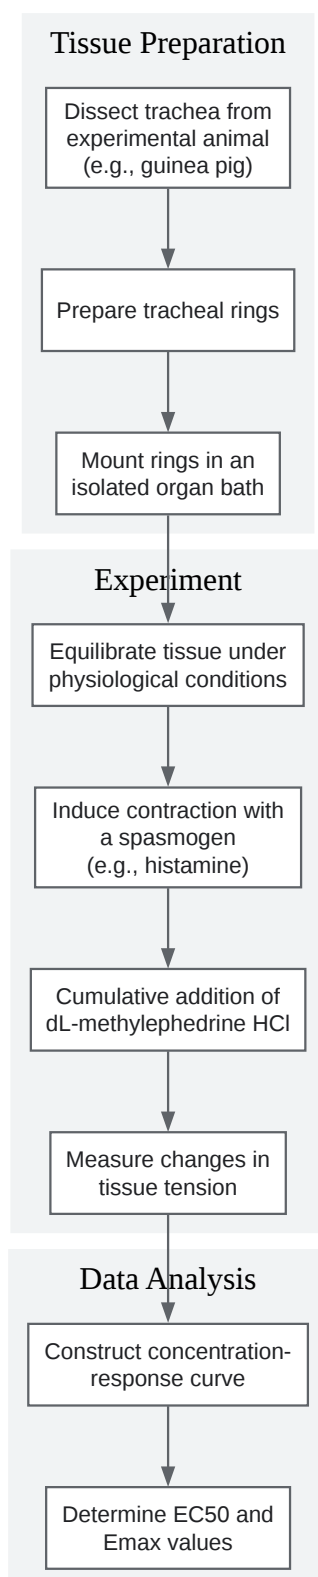 Tissue Preparation
Dissect trachea from
experimental animal
(e.g., guinea pig)
Prepare tracheal rings
Mount rings in an
isolated organ bath
Experiment
Equilibrate tissue under
physiological conditions
Induce contraction with
a spasmogen
(e.g., histamine)
Cumulative addition of
dL-methylephedrine HCl
Measure changes in
tissue tension
Data Analysis
Construct concentration-
response curve
Determine EC50 and
Emax values